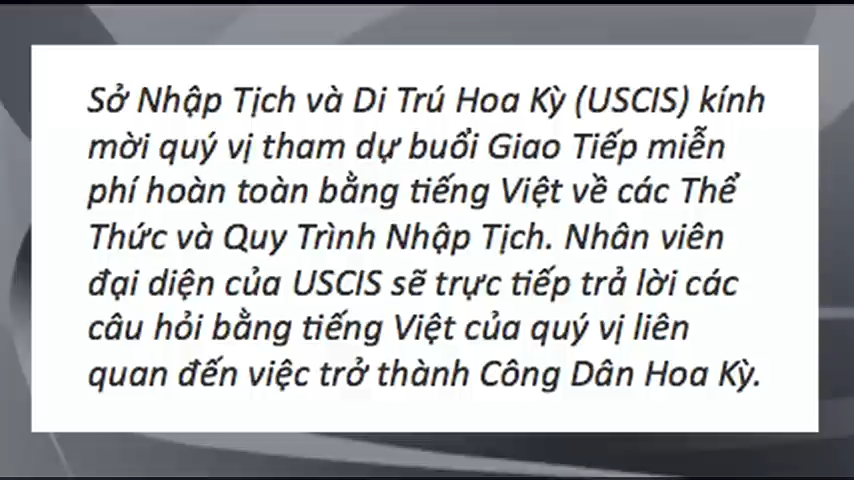 Sở Nhập Tịch và Di Trú Hoa Kỳ (USCIS) kính
mời quý vị tham dự buổi Giao Tiếp miễn
phí hoàn toàn bằng tiếng Việt về các Thể
Thức và Quy Trình Nhập Tịch. Nhân viên
đại diện của USCIS sẽ trực tiếp trả lời các
câu hỏi bằng tiếng Việt của quý vị liên
quan đến việc trở thành Công Dân Hoa Kỳ.